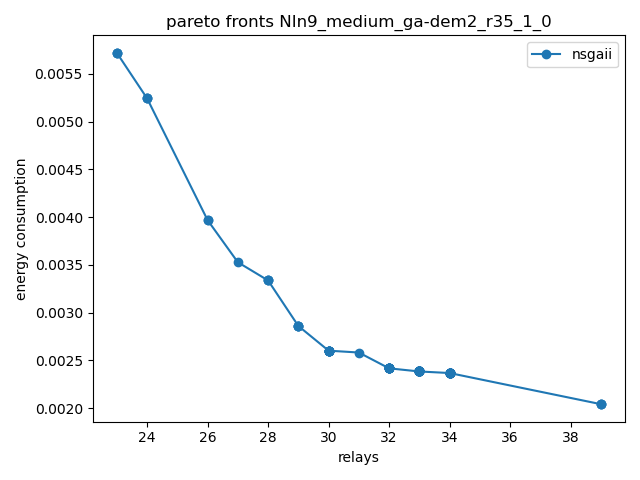 pareto fronts NIn9_medium_ga-dem2_r35_1_0
nsgaii
energy consumption
0.0055
0.0050
0.0045
0.0040
0.0035
0.0030
0.0025
0.0020
24 26 28 30 32 34 36 38
relays